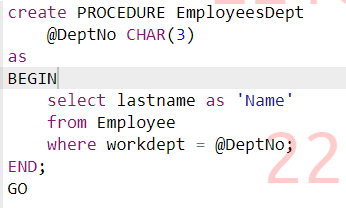 create PROCEDURE EmployeesDept
    @DeptNo CHAR(3)
as
BEGIN
    select lastname as 'Name'
    from Employee
    where workdept = @DeptNo;
END;
GO
22